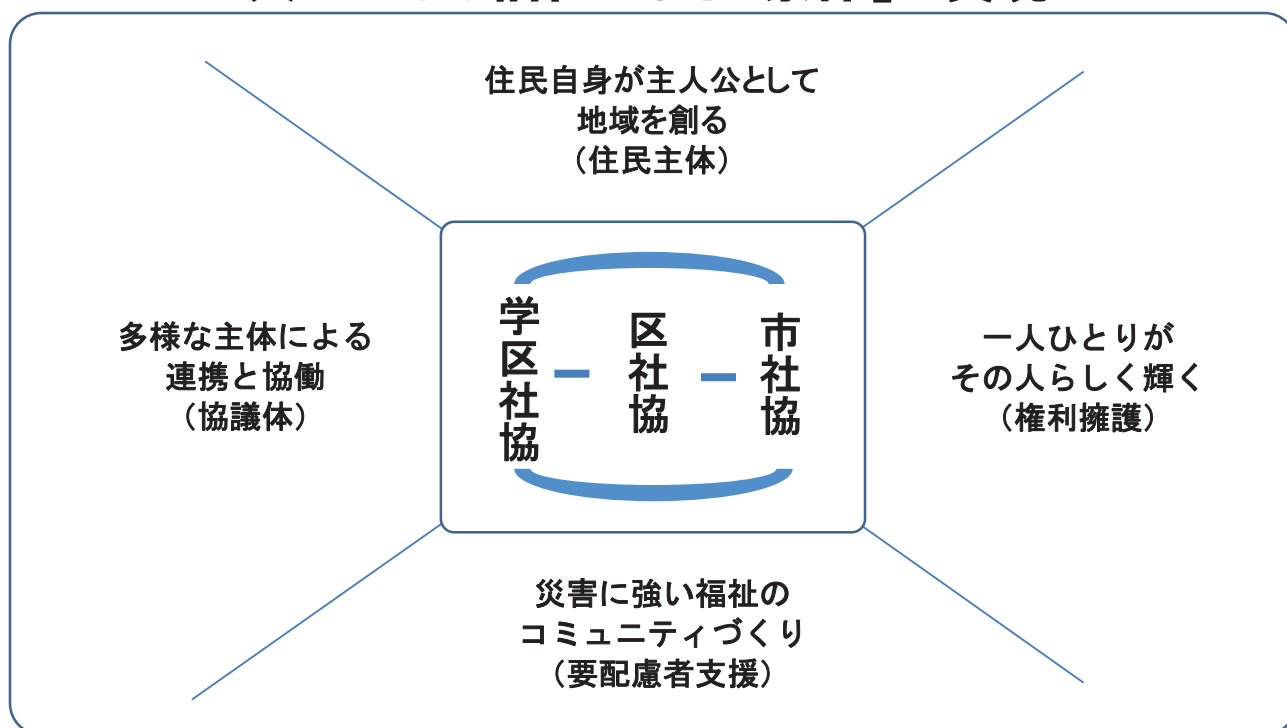 住民自身が主人公として
地域を創る
（住民主体）
多様な主体による
連携と協働
（協議体）
学区社協
区社協
市社協
一人ひとりが
その人らしく輝く
（権利擁護）
災害に強い福祉の
コミュニティづくり
（要配慮者支援）